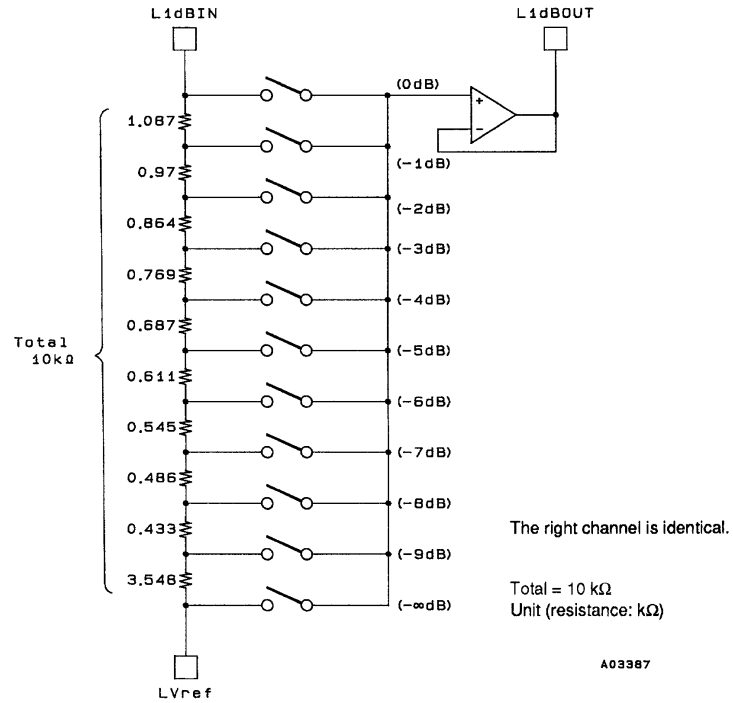 L1dBIN
L1dBOUT
(0dB)
+
−
1.087
(−1dB)
0.97
(−2dB)
0.864
(−3dB)
0.769
(−4dB)
0.687
(−5dB)
Total
10kΩ
0.611
(−6dB)
0.545
(−7dB)
0.486
(−8dB)
0.433
(−9dB)
3.548
(−∞dB)
The right channel is identical.
Total = 10 kΩ
Unit (resistance: kΩ)
A03387
LVref